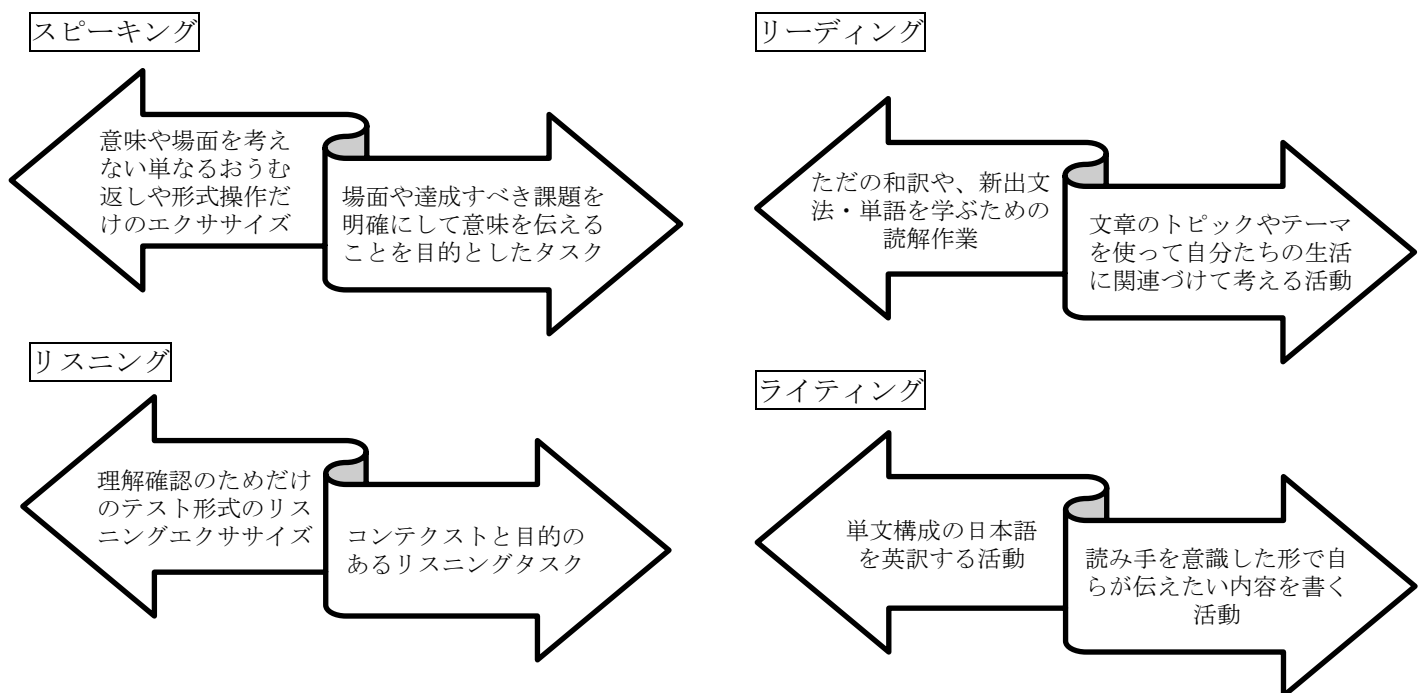 スピーキング
意味や場面を考え
ない単なるおうむ
返しや形式操作だ
けのエクササイズ
場面や達成すべき課題を
明確にして意味を伝える
ことを目的としたタスク
リーディング
ただの和訳や、新出文
法・単語を学ぶための
読解作業
文章のトピックやテーマ
を使って自分たちの生活
に関連づけて考える活動
リスニング
理解確認のためだけ
のテスト形式のリス
ニングエクササイズ
コンテクストと目的の
あるリスニングタスク
ライティング
単文構成の日本語
を英訳する活動
読み手を意識した形で自
らが伝えたい内容を書く
活動